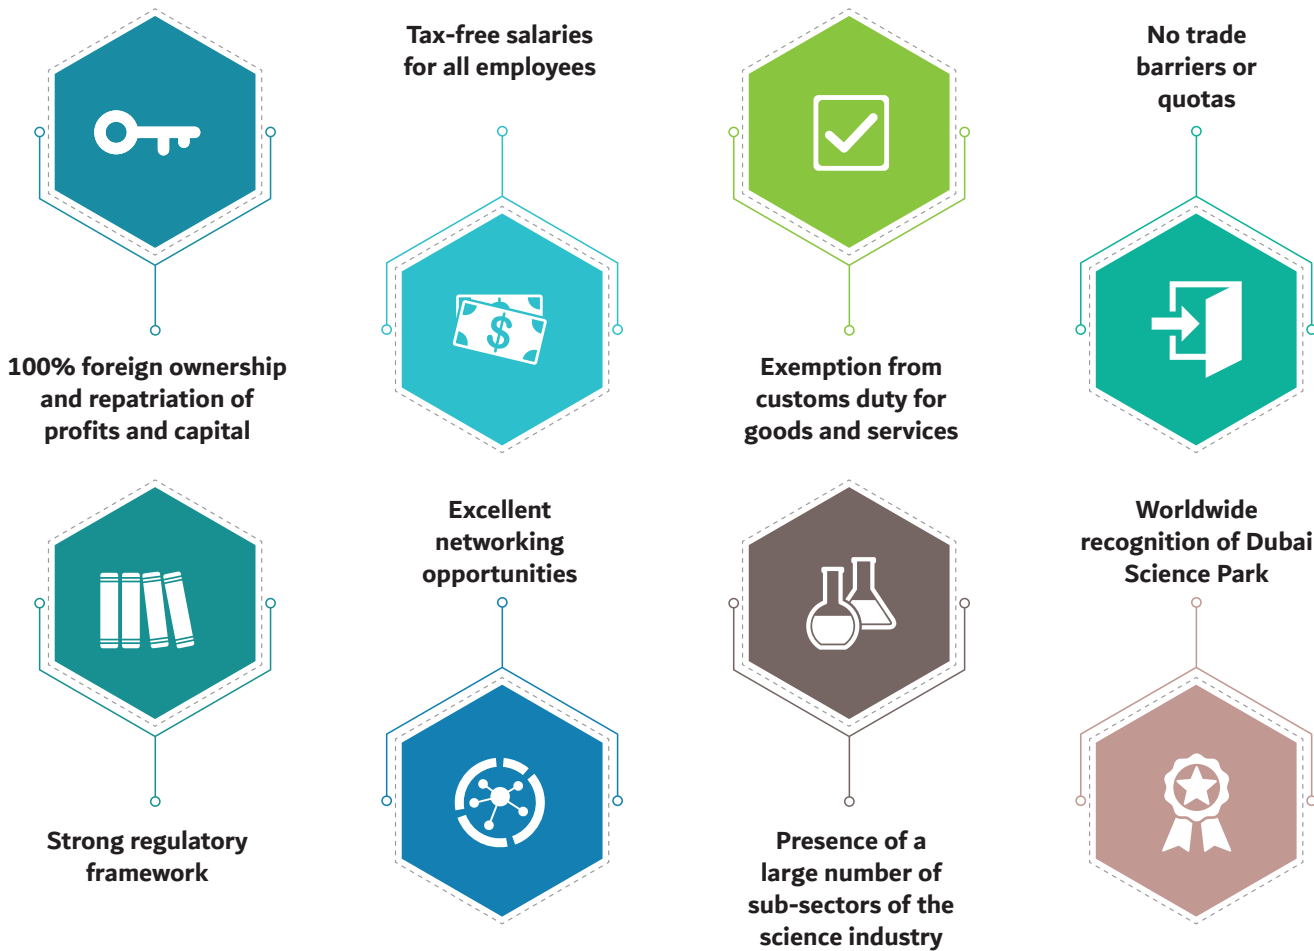 100% foreign ownership
and repatriation of
profits and capital
Tax-free salaries
for all employees
Exemption from
customs duty for
goods and services
No trade
barriers or
quotas
Strong regulatory
framework
Excellent
networking
opportunities
Presence of a
large number of
sub-sectors of the
science industry
Worldwide
recognition of Dubai
Science Park
$